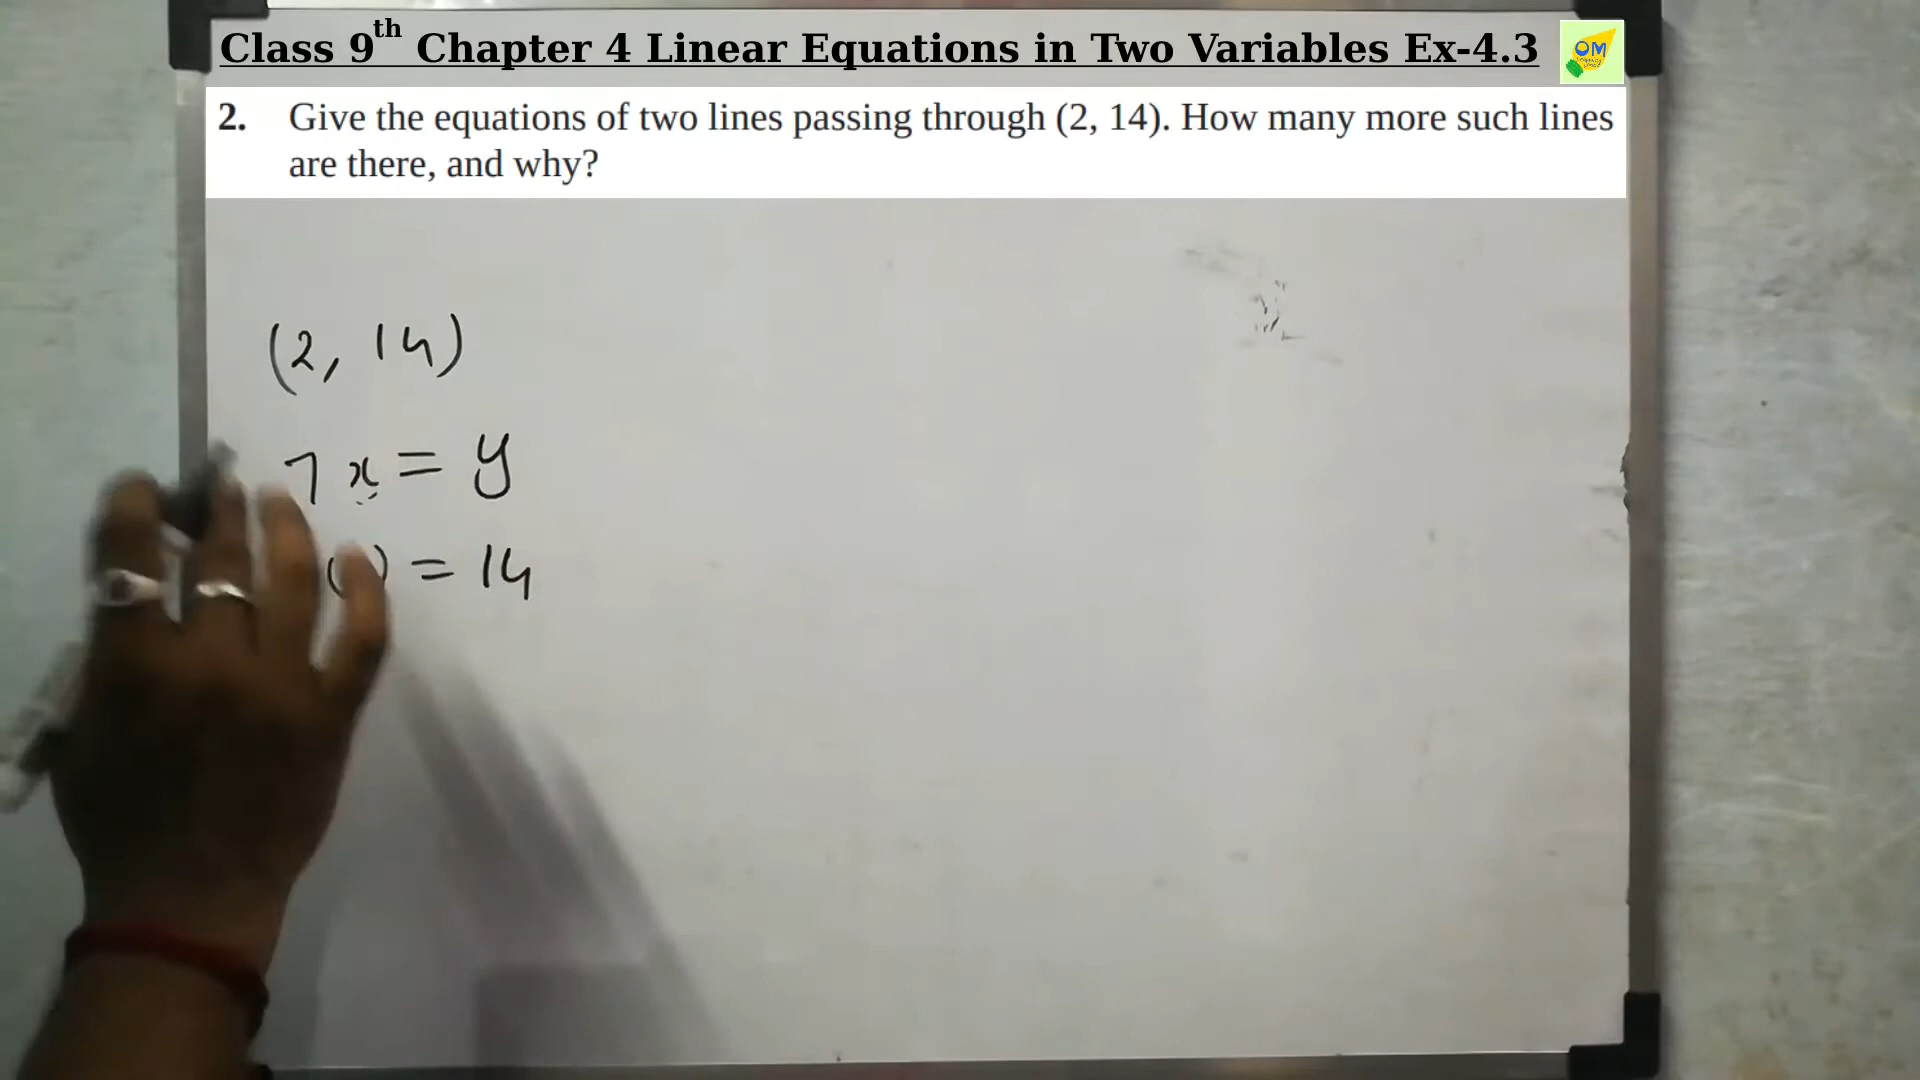 Class 9th Chapter 4 Linear Equations in Two Variables Ex-4.3
OM
2. Give the equations of two lines passing through (2, 14). How many more such lines
are there, and why?
(2, 14)
7x = y
( ) = 14